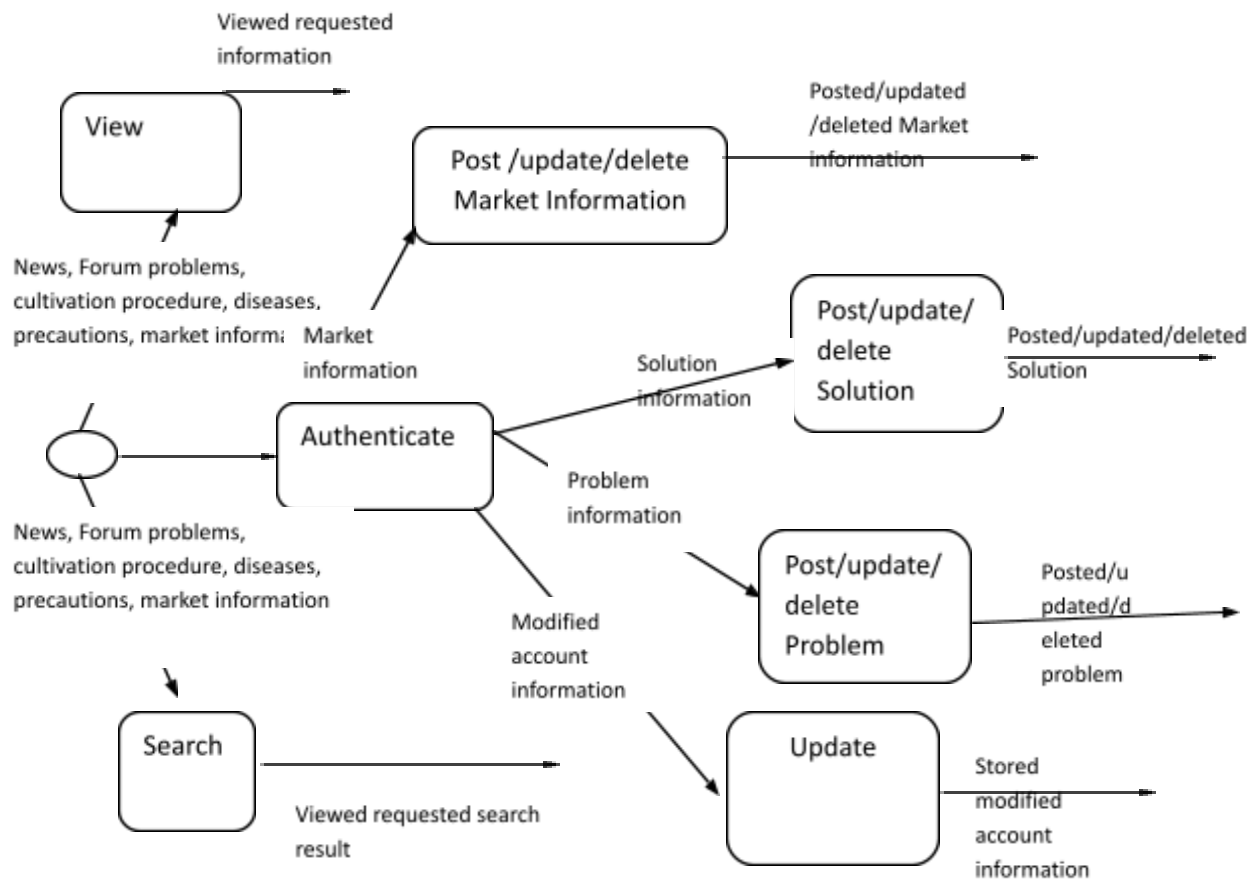 Viewed requested
information
View
Posted/updated
/deleted Market
information
Post /update/delete
Market Information
News, Forum problems,
cultivation procedure, diseases,
precautions, market informa
Market
information
Post/update/
delete
Solution
Posted/updated/deleted
Solution
Solution
information
Authenticate
Problem
information
News, Forum problems,
cultivation procedure, diseases,
precautions, market information
Post/update/
delete
Problem
Posted/u
pdated/d
eleted
problem
Modified
account
information
Search
Update
Stored
modified
account
information
Viewed requested search
result